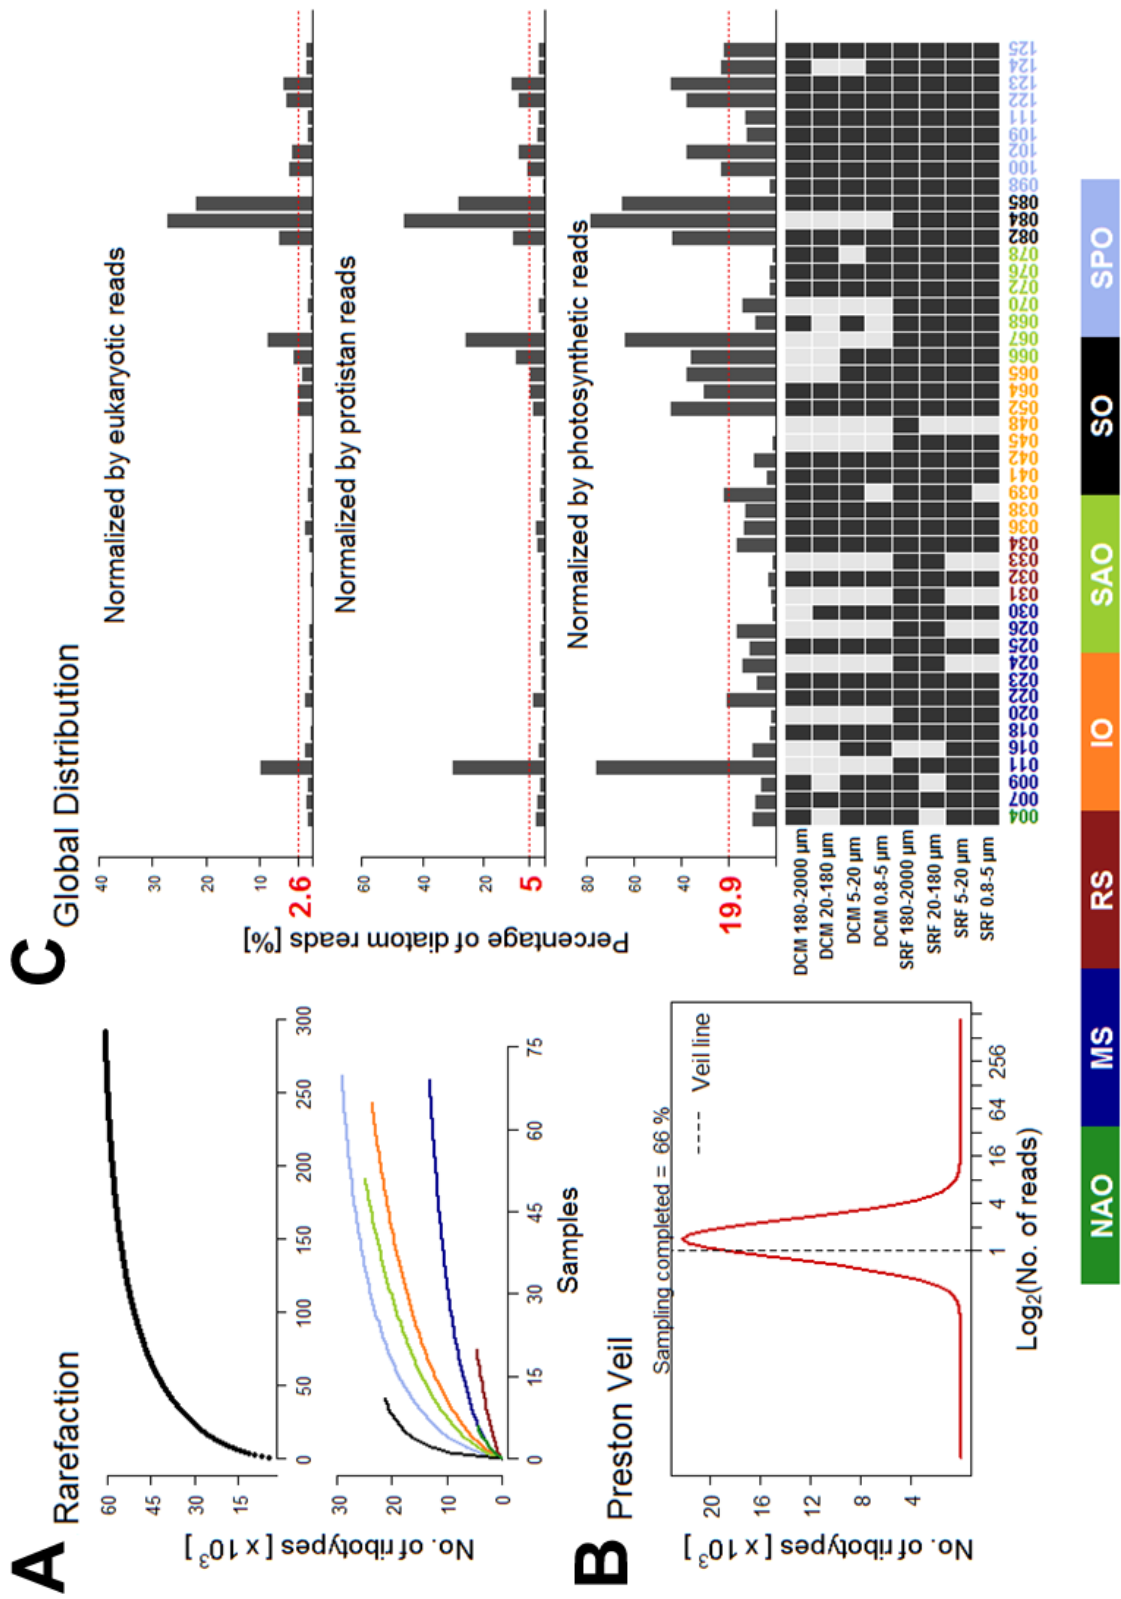 A
Rarefaction
60
45
30
15
0
50
100
150
200
250
300
30
20
10
0
0
15
30
45
60
75
Samples
No. of ribotypes [ x 10³ ]
B
Preston Veil
Sampling completed = 66 %
Veil line
20
16
12
8
4
1
4
16
64
256
Log₂(No. of reads)
No. of ribotypes [ x 10³ ]
C
Global Distribution
Normalized by eukaryotic reads
40
30
20
10
2.6
Normalized by protistan reads
60
40
20
5
Normalized by photosynthetic reads
80
60
40
19.9
Percentage of diatom reads [%]
DCM 180-2000 µm
DCM 20-180 µm
DCM 5-20 µm
DCM 0.8-5 µm
SRF 180-2000 µm
SRF 20-180 µm
SRF 5-20 µm
SRF 0.8-5 µm
004
007
009
011
016
018
020
022
023
024
025
026
030
031
032
033
034
036
038
039
041
042
045
048
052
064
065
066
067
068
070
072
076
078
082
084
085
098
100
102
109
111
122
123
124
125
NAO
MS
RS
IO
SAO
SO
SPO